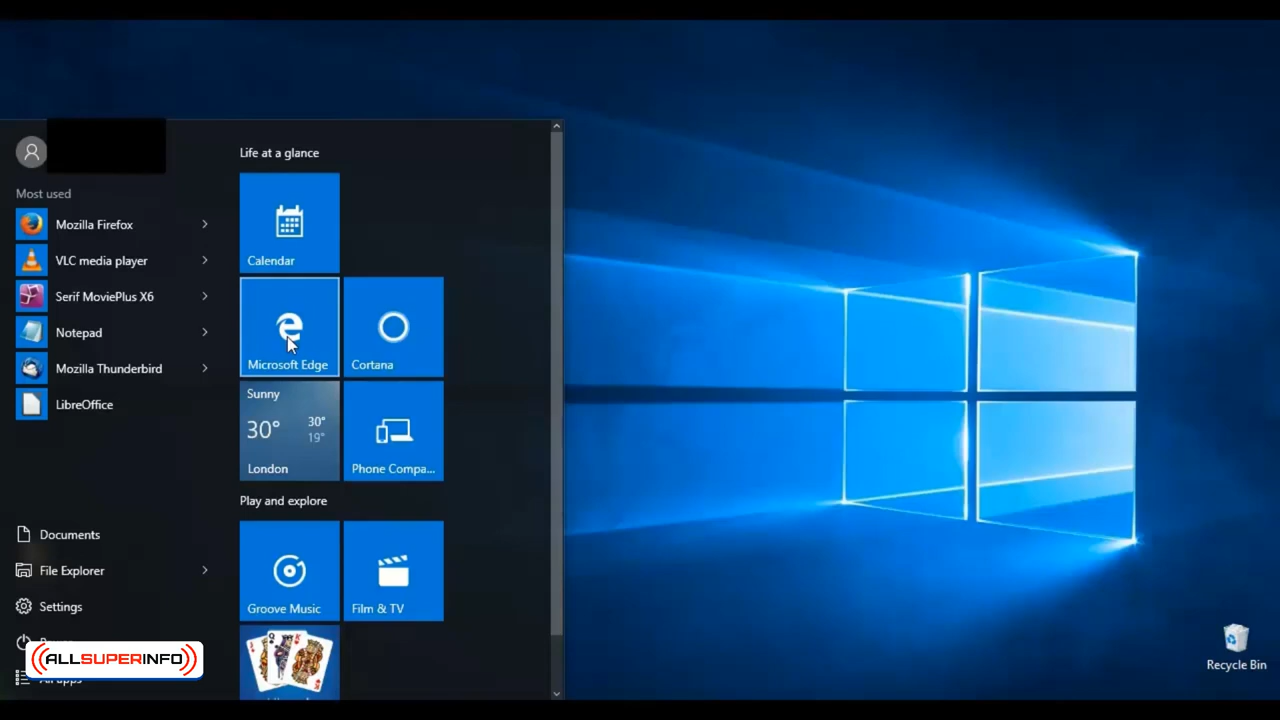 Life at a glance
Most used
Mozilla Firefox
VLC media player
Serif MoviePlus X6
Notepad
Mozilla Thunderbird
LibreOffice
Documents
File Explorer
Settings
ALLSUPERINFO
All apps
Calendar
Microsoft Edge
Cortana
Sunny
30° 30°
19°
London
Phone Compa...
Play and explore
Groove Music
Film & TV
Q K
Recycle Bin